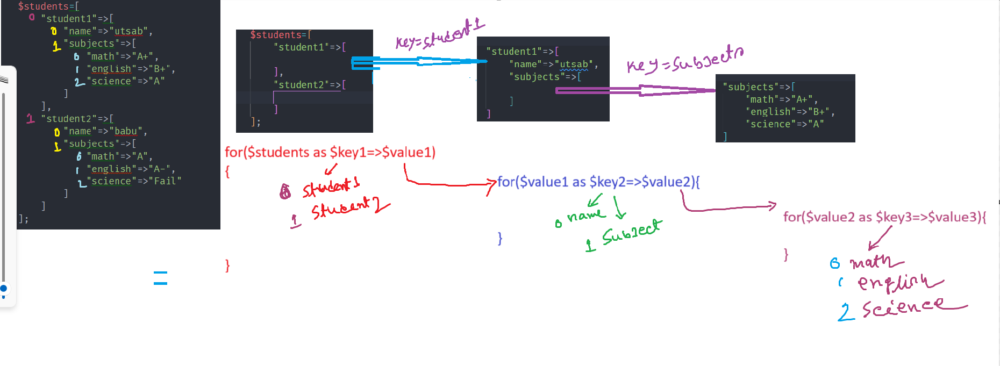 $students=[
0 "student1"=>[
0 "name"=>"utsab",
1 "subjects"=>[
0 "math"=>"A+",
1 "english"=>"B+",
2 "science"=>"A"
]
],
1 "student2"=>[
0 "name"=>"babu",
1 "subjects"=>[
0 "math"=>"A",
1 "english"=>"A-",
2 "science"=>"Fail"
]
]
];
$students=[
"student1"=>[
],
"student2"=>[
]
];
key=student1
"student1"=>[
"name"=>"utsab",
"subjects"=>[
]
]
key=subjects
"subjects"=>[
"math"=>"A+",
"english"=>"B+",
"science"=>"A"
]
for($students as $key1=>$value1)
{
0 student1
1 student2
}
for($value1 as $key2=>$value2){
0 name
1 subject
}
for($value2 as $key3=>$value3){
}
0 math
1 english
2 science
=